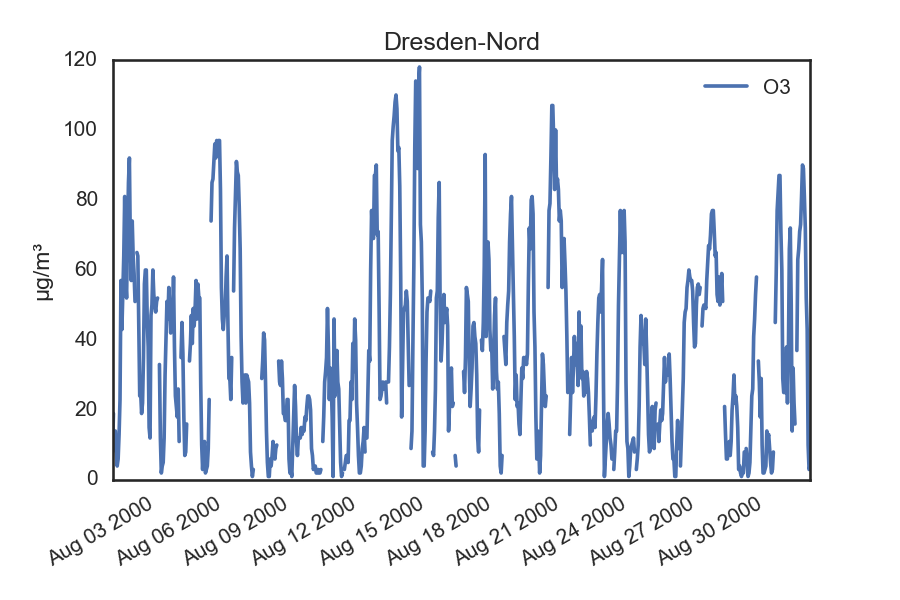 Dresden-Nord
O3
µg/m³
120
100
80
60
40
20
0
Aug 03 2000
Aug 06 2000
Aug 09 2000
Aug 12 2000
Aug 15 2000
Aug 18 2000
Aug 21 2000
Aug 24 2000
Aug 27 2000
Aug 30 2000